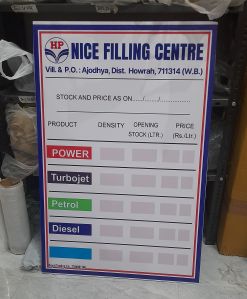 HP NICE FILLING CENTRE
Vill. & P.O. : Ajodhya, Dist. Howrah, 711314 (W.B.)
STOCK AND PRICE AS ON....../....../............
PRODUCT DENSITY OPENING STOCK (LTR.) PRICE (Rs./Ltr.)
POWER
Turbojet
Petrol
Diesel